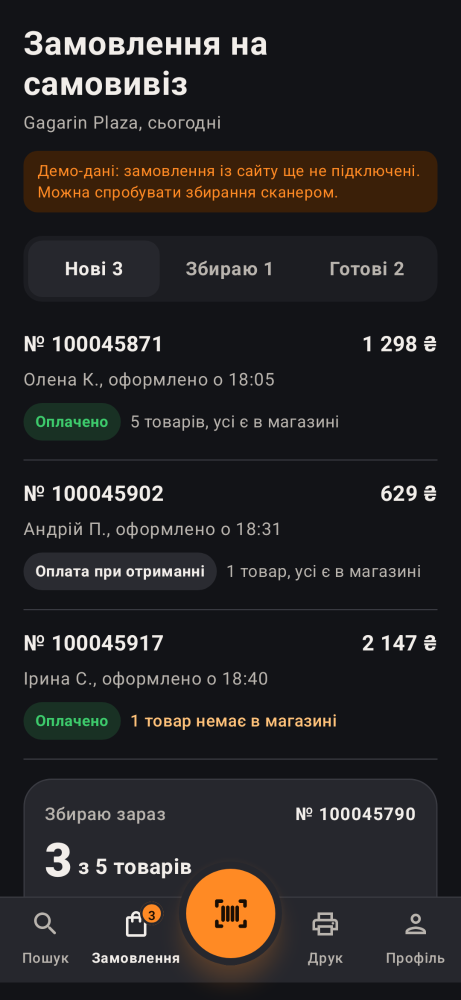 Замовлення на
самовивіз
Gagarin Plaza, сьогодні
Демо-дані: замовлення із сайту ще не підключені.
Можна спробувати збирання сканером.
Нові 3
Збираю 1
Готові 2
№ 100045871
1 298 ₴
Олена К., оформлено о 18:05
Оплачено
5 товарів, усі є в магазині
№ 100045902
629 ₴
Андрій П., оформлено о 18:31
Оплата при отриманні
1 товар, усі є в магазині
№ 100045917
2 147 ₴
Ірина С., оформлено о 18:40
Оплачено
1 товар немає в магазині
Збираю зараз
№ 100045790
3 з 5 товарів
3
Пошук
Замовлення
Друк
Профіль